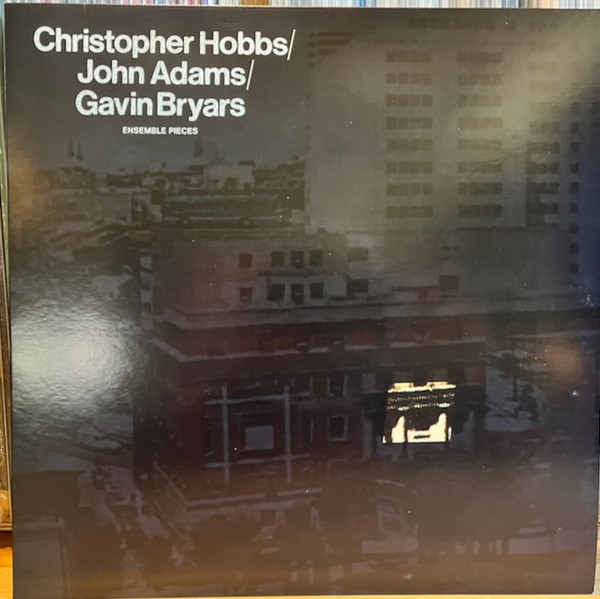 Christopher Hobbs/
John Adams/
Gavin Bryars
ENSEMBLE PIECES